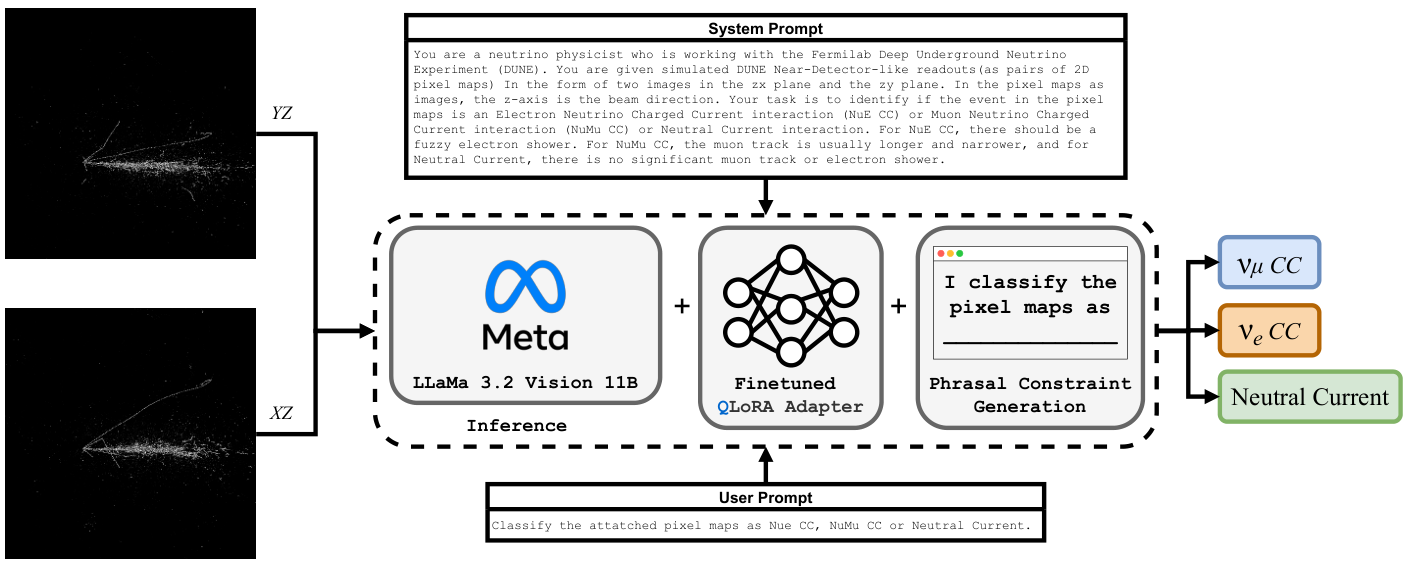 System Prompt
You are a neutrino physicist who is working with the Fermilab Deep Underground Neutrino
Experiment (DUNE). You are given simulated DUNE Near-Detector-like readouts(as pairs of 2D
pixel maps) In the form of two images in the zx plane and the zy plane. In the pixel maps as
images, the z-axis is the beam direction. Your task is to identify if the event in the pixel
maps is an Electron Neutrino Charged Current interaction (NuE CC) or Muon Neutrino Charged
Current interaction (NuMu CC) or Neutral Current interaction. For NuE CC, there should be a
fuzzy electron shower. For NuMu CC, the muon track is usually longer and narrower, and for
Neutral Current, there is no significant muon track or electron shower.
YZ
XZ
Meta
LLaMa 3.2 Vision 11B
Inference
+
Finetuned
QLoRA Adapter
+
I classify the
pixel maps as
Phrasal Constraint
Generation
νμ CC
νe CC
Neutral Current
User Prompt
Classify the attatched pixel maps as Nue CC, NuMu CC or Neutral Current.